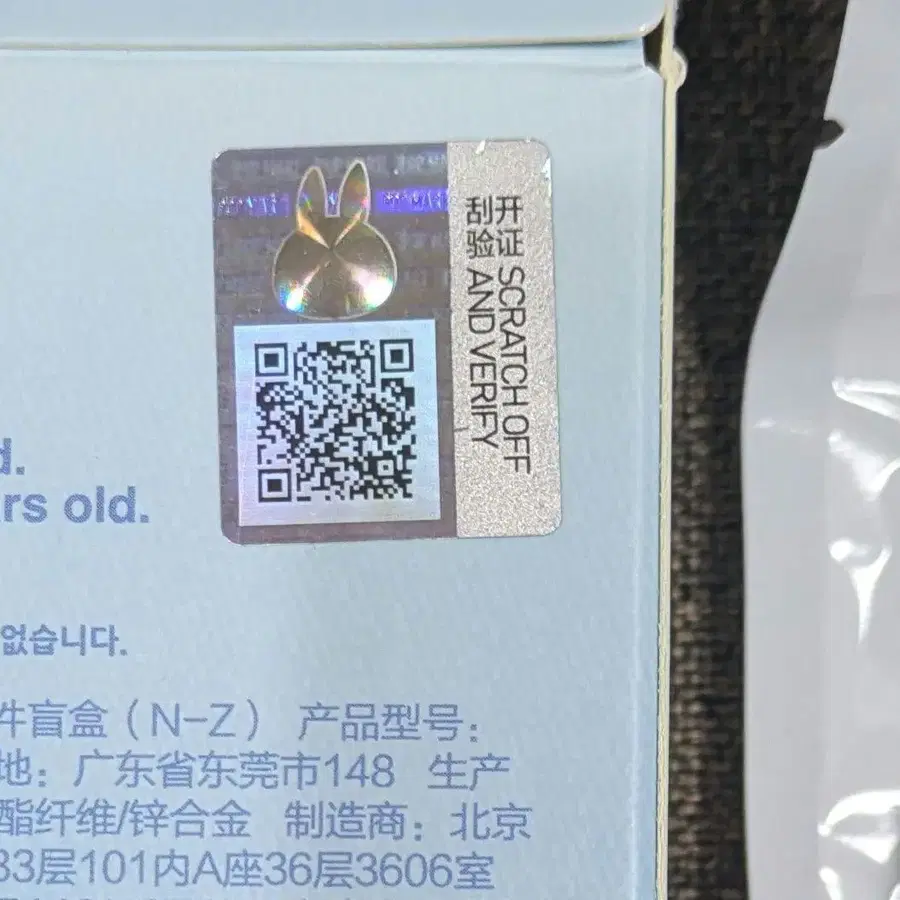 刮开
验证
SCRATCH OFF
AND VERIFY
d.
rs old.
없습니다.
件盲盒（N-Z） 产品型号：
地：广东省东莞市148 生产
酯纤维/锌合金 制造商：北京
33层101内A座36层3606室